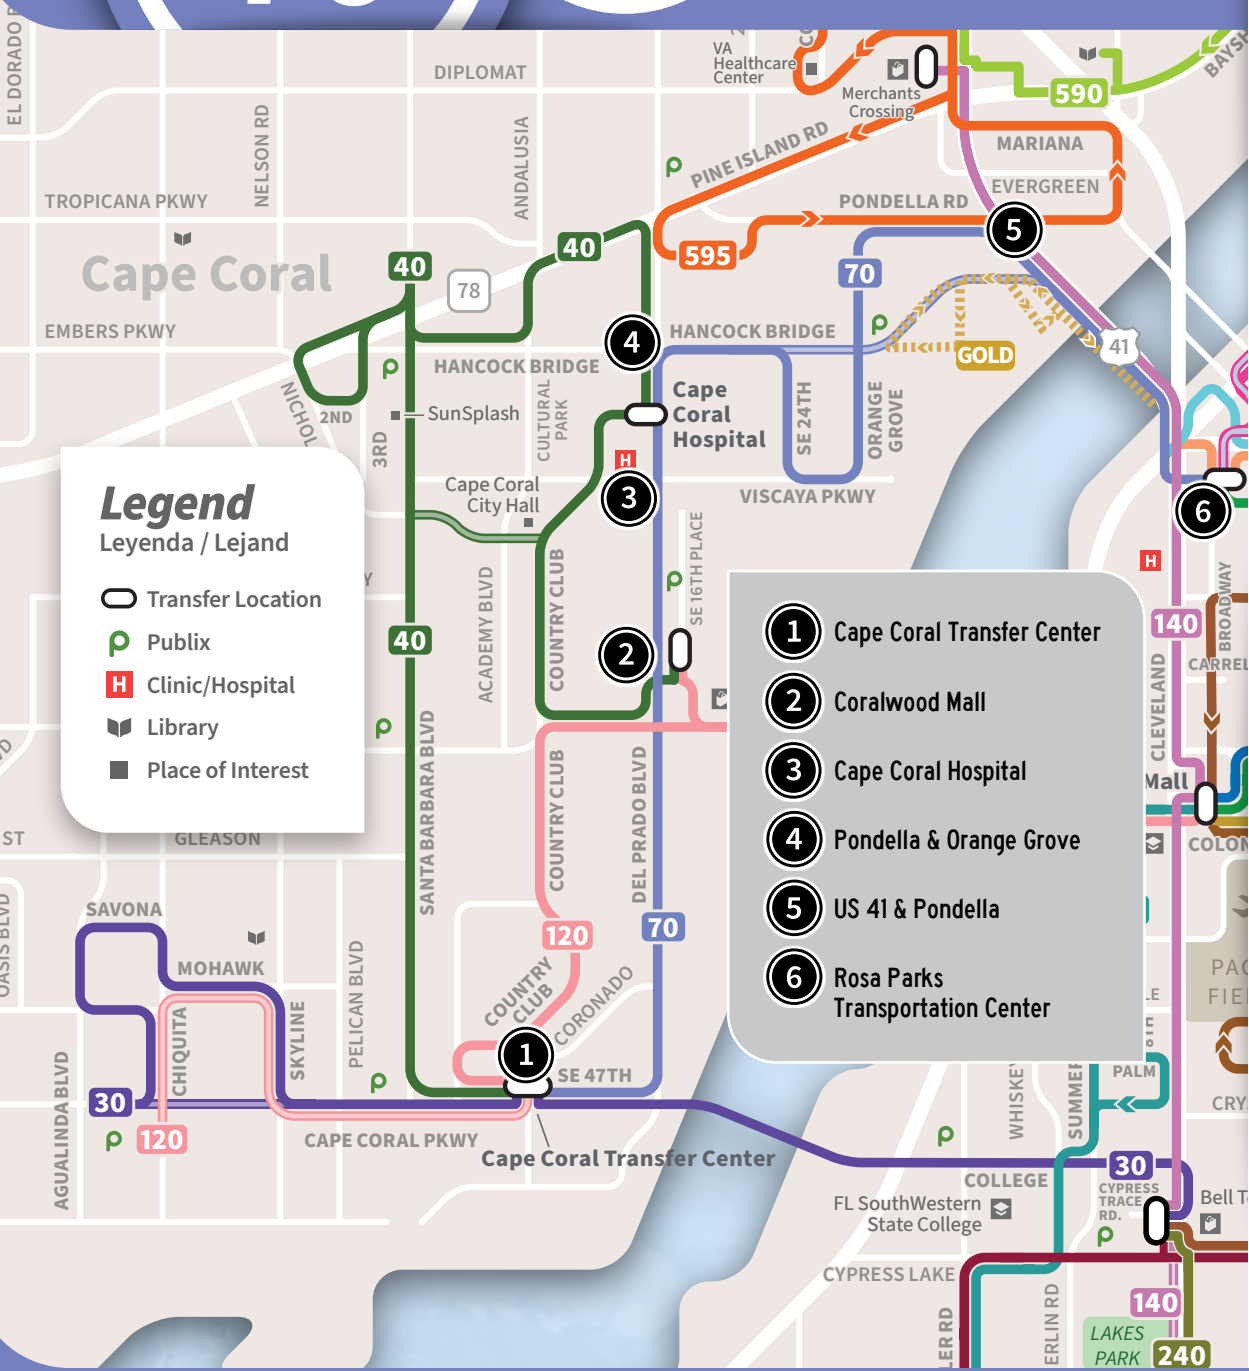 VA
Healthcare
Center
Merchants
Crossing
590
DIPLOMAT
NELSON RD
ANDALUSIA
PINE ISLAND RD
MARIANA
EVERGREEN
PONDELLA RD
TROPICANA PKWY
Cape Coral
EMBERS PKWY
40
40
78
595
5
70
4
HANCOCK BRIDGE
HANCOCK BRIDGE
GOLD
41
NICHOL
2ND
3RD
SunSplash
CULTURAL
PARK
Cape
Coral
Hospital
SE 24TH
ORANGE
GROVE
H
3
VISCAYA PKWY
6
Cape Coral
City Hall
Legend
Leyenda / Lejand
Transfer Location
Publix
H Clinic/Hospital
Library
Place of Interest
40
ACADEMY BLVD
COUNTRY CLUB
SE 16TH PLACE
2
H
140
BROADWAY
CLEVELAND
Mall
1 Cape Coral Transfer Center
2 Coralwood Mall
3 Cape Coral Hospital
4 Pondella & Orange Grove
5 US 41 & Pondella
6 Rosa Parks
Transportation Center
ST
GLEASON
SANTA BARBARA BLVD
COUNTRY CLUB
DEL PRADO BLVD
120
70
SAVONA
OASIS BLVD
MOHAWK
PELICAN BLVD
CHIQUITA
SKYLINE
COUNTRY
CLUB
CORONADO
1
SE 47TH
AGUALINDA BLVD
30
120
CAPE CORAL PKWY
Cape Coral Transfer Center
PALM
30
COLLEGE
CYPRESS
TRACE
RD.
FL SouthWestern
State College
CYPRESS LAKE
140
LAKES
PARK
240